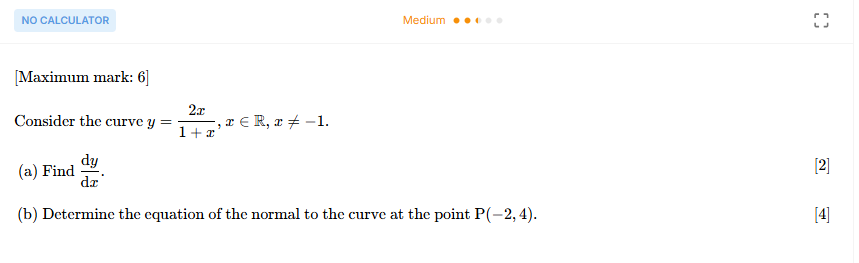 NO CALCULATOR
Medium
[Maximum mark: 6]
Consider the curve y = 2x/(1 + x), x ∈ ℝ, x ≠ −1.
(a) Find dy/dx. [2]
(b) Determine the equation of the normal to the curve at the point P(−2, 4). [4]